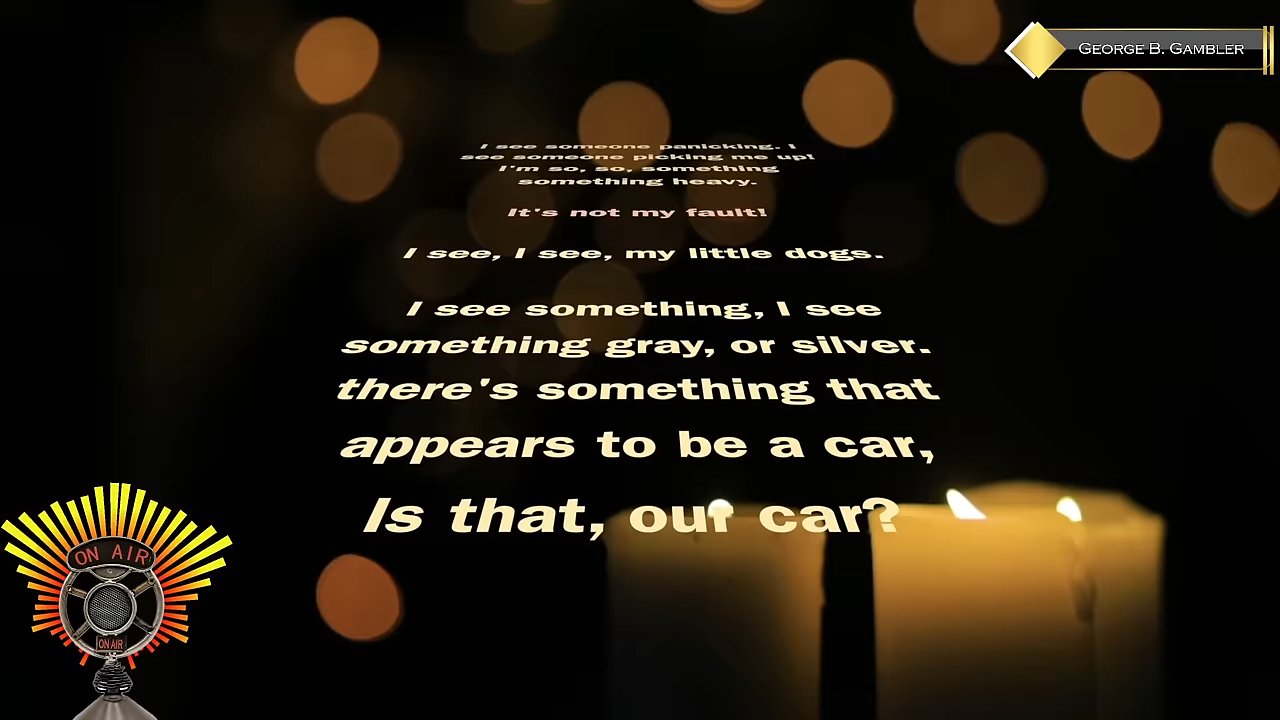 GEORGE B. GAMBLER
I see someone panicking. I
see someone picking me up!
I'm so, so, something
something heavy.
It's not my fault!
I see, I see, my little dogs.
I see something, I see
something gray, or silver.
there's something that
appears to be a car,
Is that, our car?
ON AIR
ON AIR